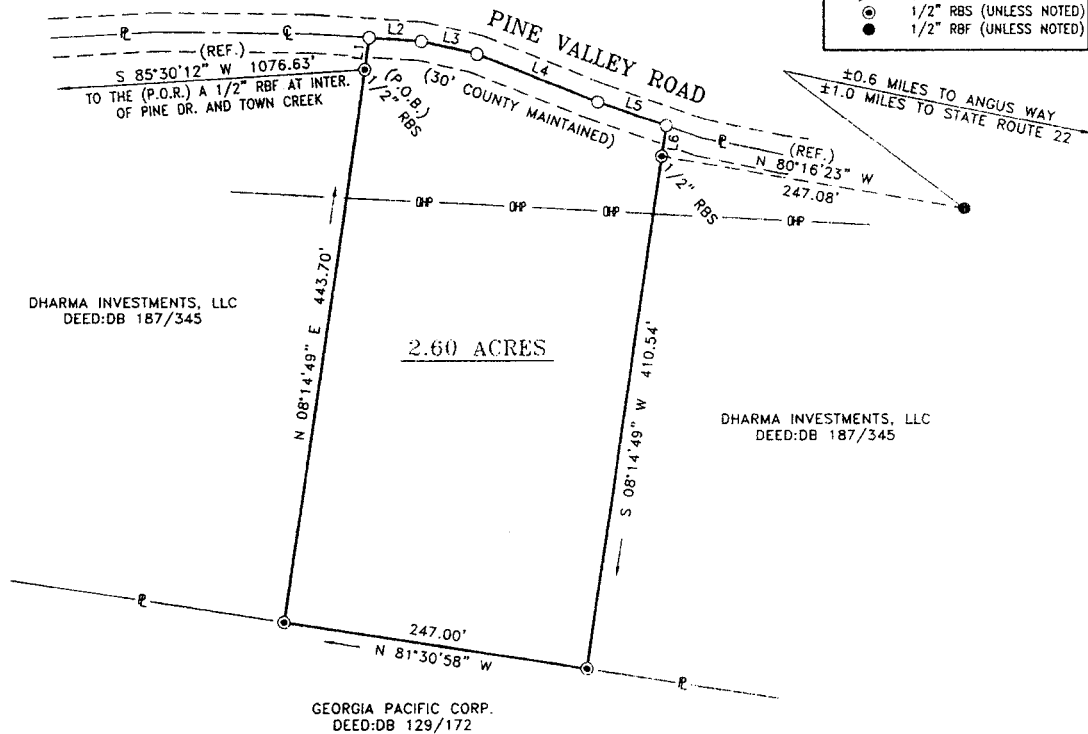 1/2" RBS (UNLESS NOTED)
1/2" RBF (UNLESS NOTED)
PINE VALLEY ROAD
(30' COUNTY MAINTAINED)
℄
L2
L3
L4
L5
L6
(REF.)
S 85°30'12" W 1076.63'
TO THE (P.O.R.) A 1/2" RBF AT INTER.
OF PINE DR. AND TOWN CREEK
(P.O.B.)
1/2" RBS
±0.6 MILES TO ANGUS WAY
±1.0 MILES TO STATE ROUTE 22
(REF.)
N 80°16'23" W
247.08'
1/2" RBS
OHP
OHP
OHP
OHP
DHARMA INVESTMENTS, LLC
DEED:DB 187/345
N 08°14'49" E 443.70'
2.60 ACRES
S 08°14'49" W 410.54'
DHARMA INVESTMENTS, LLC
DEED:DB 187/345
247.00'
N 81°30'58" W
GEORGIA PACIFIC CORP.
DEED:DB 129/172